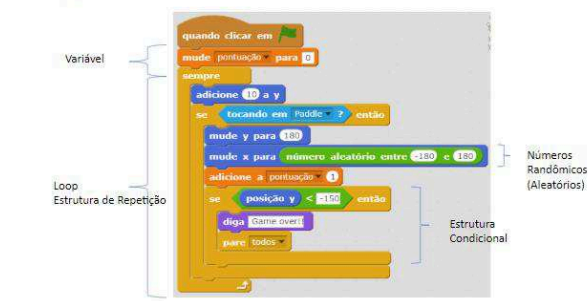 quando clicar em
Variável
mude pontuação para 0
sempre
adicione 10 a y
se tocando em Paddle ? então
mude y para 180
mude x para número aleatório entre -180 e 180
Números
Randômicos
(Aleatórios)
adicione a pontuação 1
Loop
Estrutura de Repetição
se posição y < -150 então
diga Game over!!
pare todos
Estrutura
Condicional